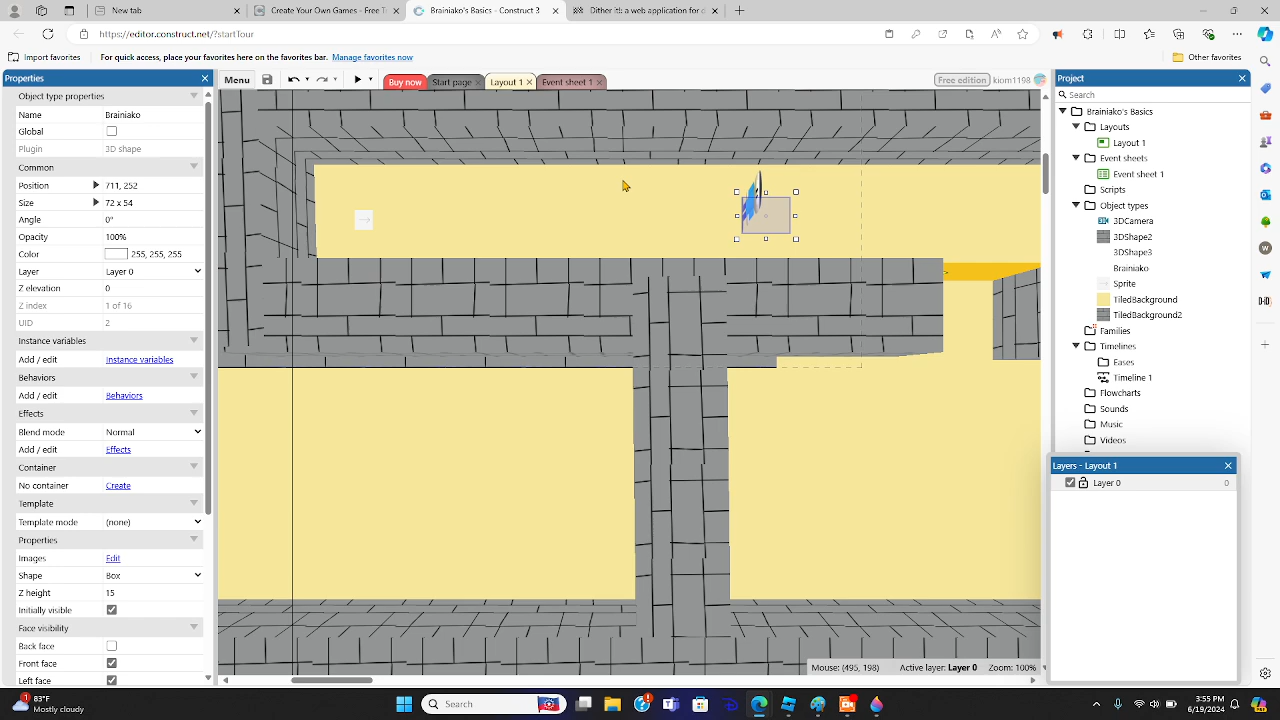 New tab
Create Your Own Games - Free T
Brainiako's Basics - Construct 3
Dither it: a web application for d
https://editor.construct.net/?startTour
Import favorites
For quick access, place your favorites here on the favorites bar. Manage favorites now
Other favorites
Properties
Menu
Buy now
Start page
Layout 1
Event sheet 1
Free edition
kiom1198
Project
Object type properties
Name Brainiako
Global
Plugin 3D shape
Common
Position 711, 252
Size 72 x 54
Angle 0°
Opacity 100%
Color 255, 255, 255
Layer Layer 0
Z elevation 0
Z index 1 of 16
UID 2
Instance variables
Add / edit Instance variables
Behaviors
Add / edit Behaviors
Effects
Blend mode Normal
Add / edit Effects
Container
No container Create
Template
Template mode (none)
Properties
Images Edit
Shape Box
Z height 15
Initially visible
Face visibility
Back face
Front face
Left face
Mouse: (495, 198) Active layer: Layer 0 Zoom: 100%
Search
Brainiako's Basics
Layouts
Layout 1
Event sheets
Event sheet 1
Scripts
Object types
3DCamera
3DShape2
3DShape3
Brainiako
Sprite
TiledBackground
TiledBackground2
Families
Timelines
Eases
Timeline 1
Flowcharts
Sounds
Music
Videos
Layers - Layout 1
Layer 0 0
83°F
Mostly cloudy
Search
3:55 PM
6/19/2024